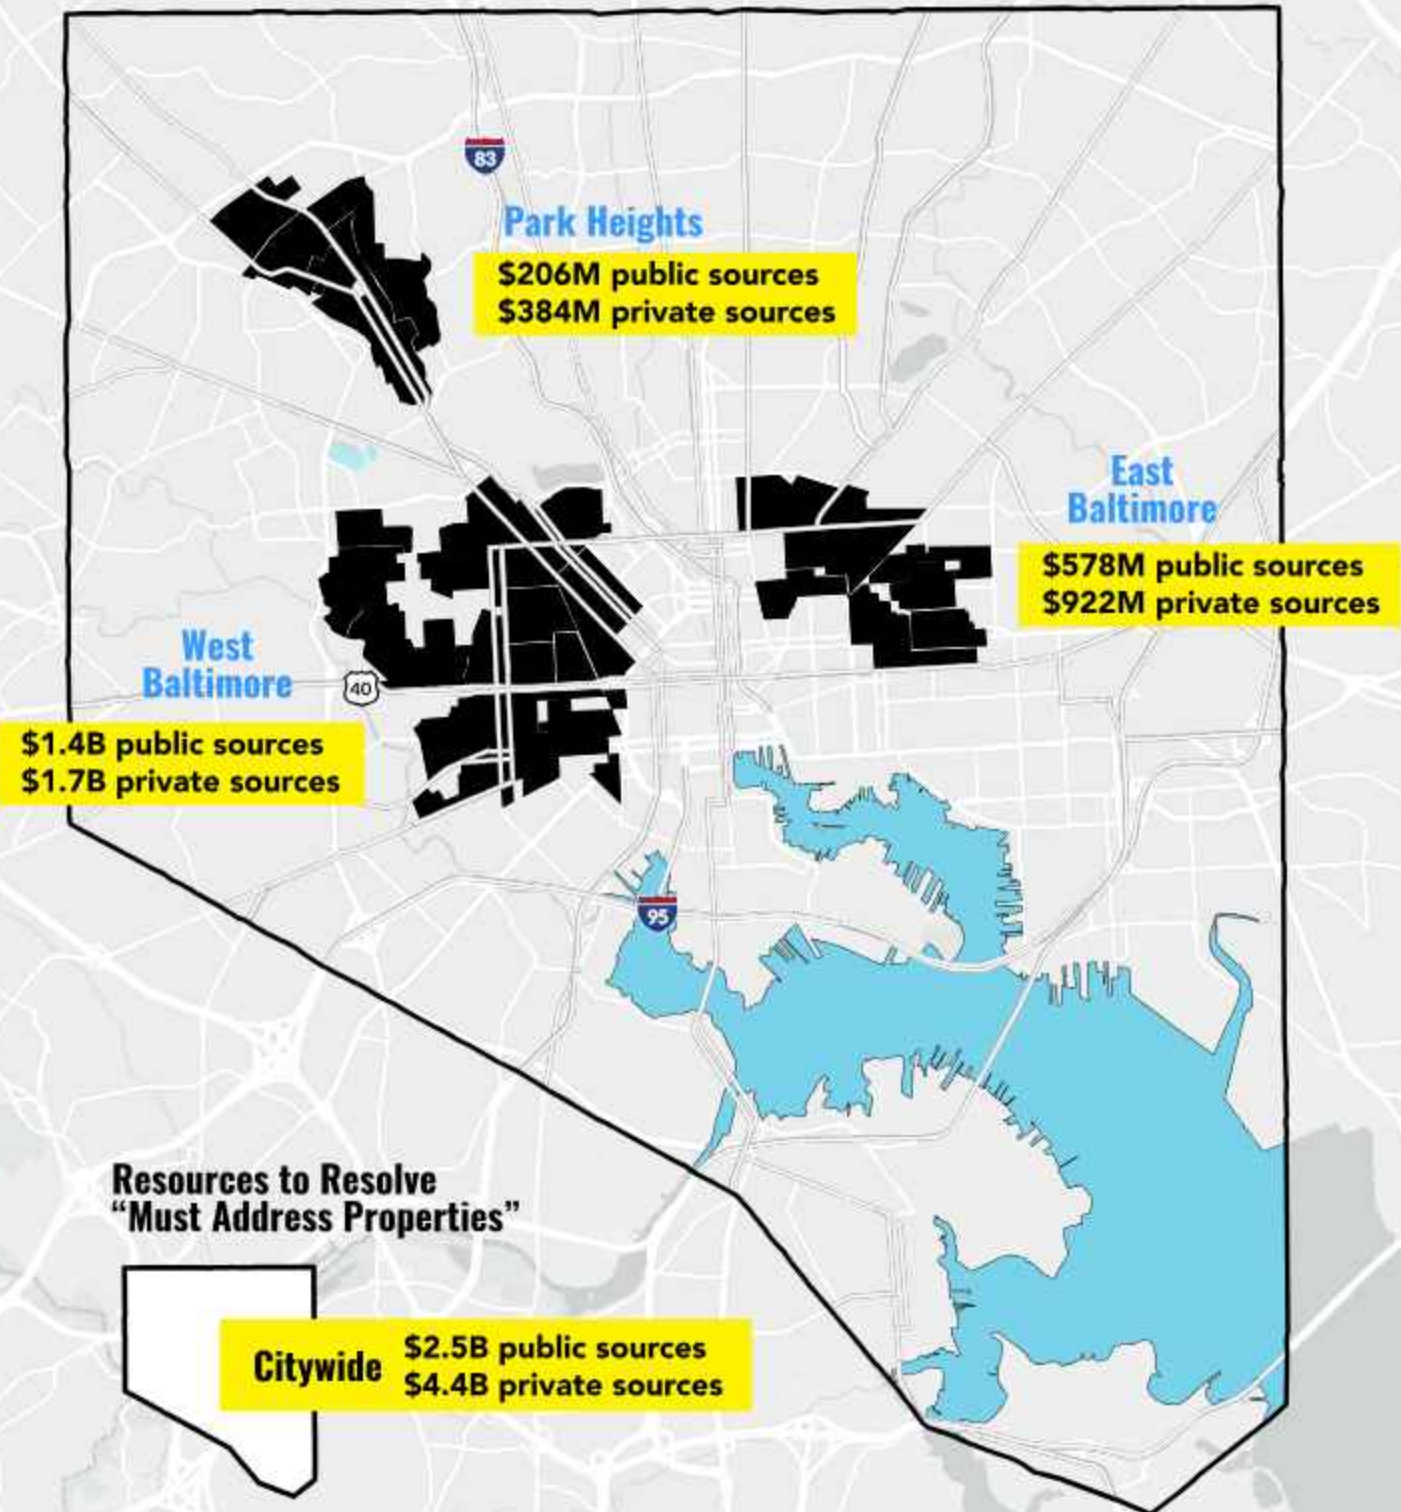 83
Park Heights
$206M public sources
$384M private sources
East
Baltimore
$578M public sources
$922M private sources
West
Baltimore
40
$1.4B public sources
$1.7B private sources
95
Resources to Resolve
“Must Address Properties”
Citywide
$2.5B public sources
$4.4B private sources